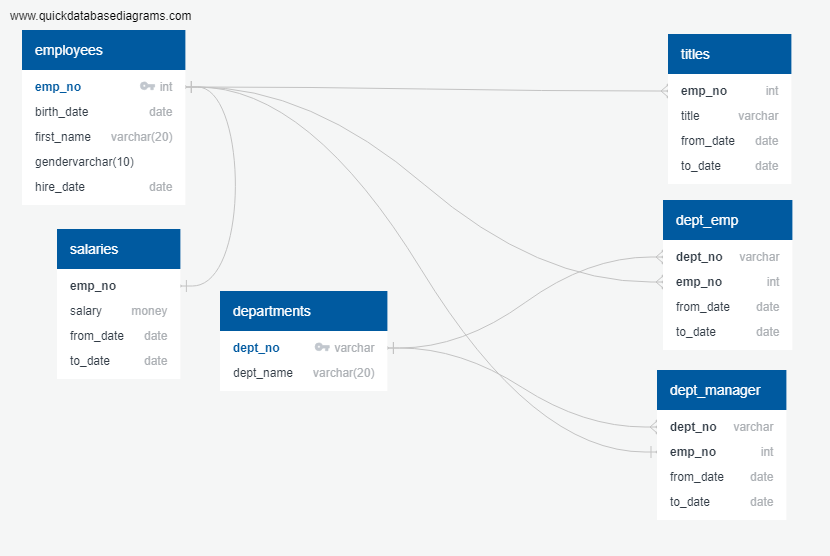 www.quickdatabasediagrams.com
employees
emp_no int
birth_date date
first_name varchar(20)
gendervarchar(10)
hire_date date
salaries
emp_no
salary money
from_date date
to_date date
departments
dept_no varchar
dept_name varchar(20)
titles
emp_no int
title varchar
from_date date
to_date date
dept_emp
dept_no varchar
emp_no int
from_date date
to_date date
dept_manager
dept_no varchar
emp_no int
from_date date
to_date date